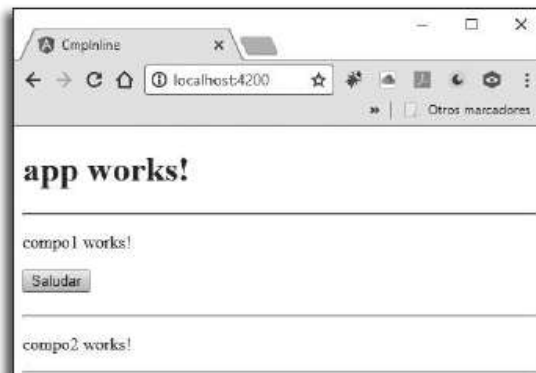 CmpInline
localhost:4200
Otros marcadores
app works!
compo1 works!
Saludar
compo2 works!